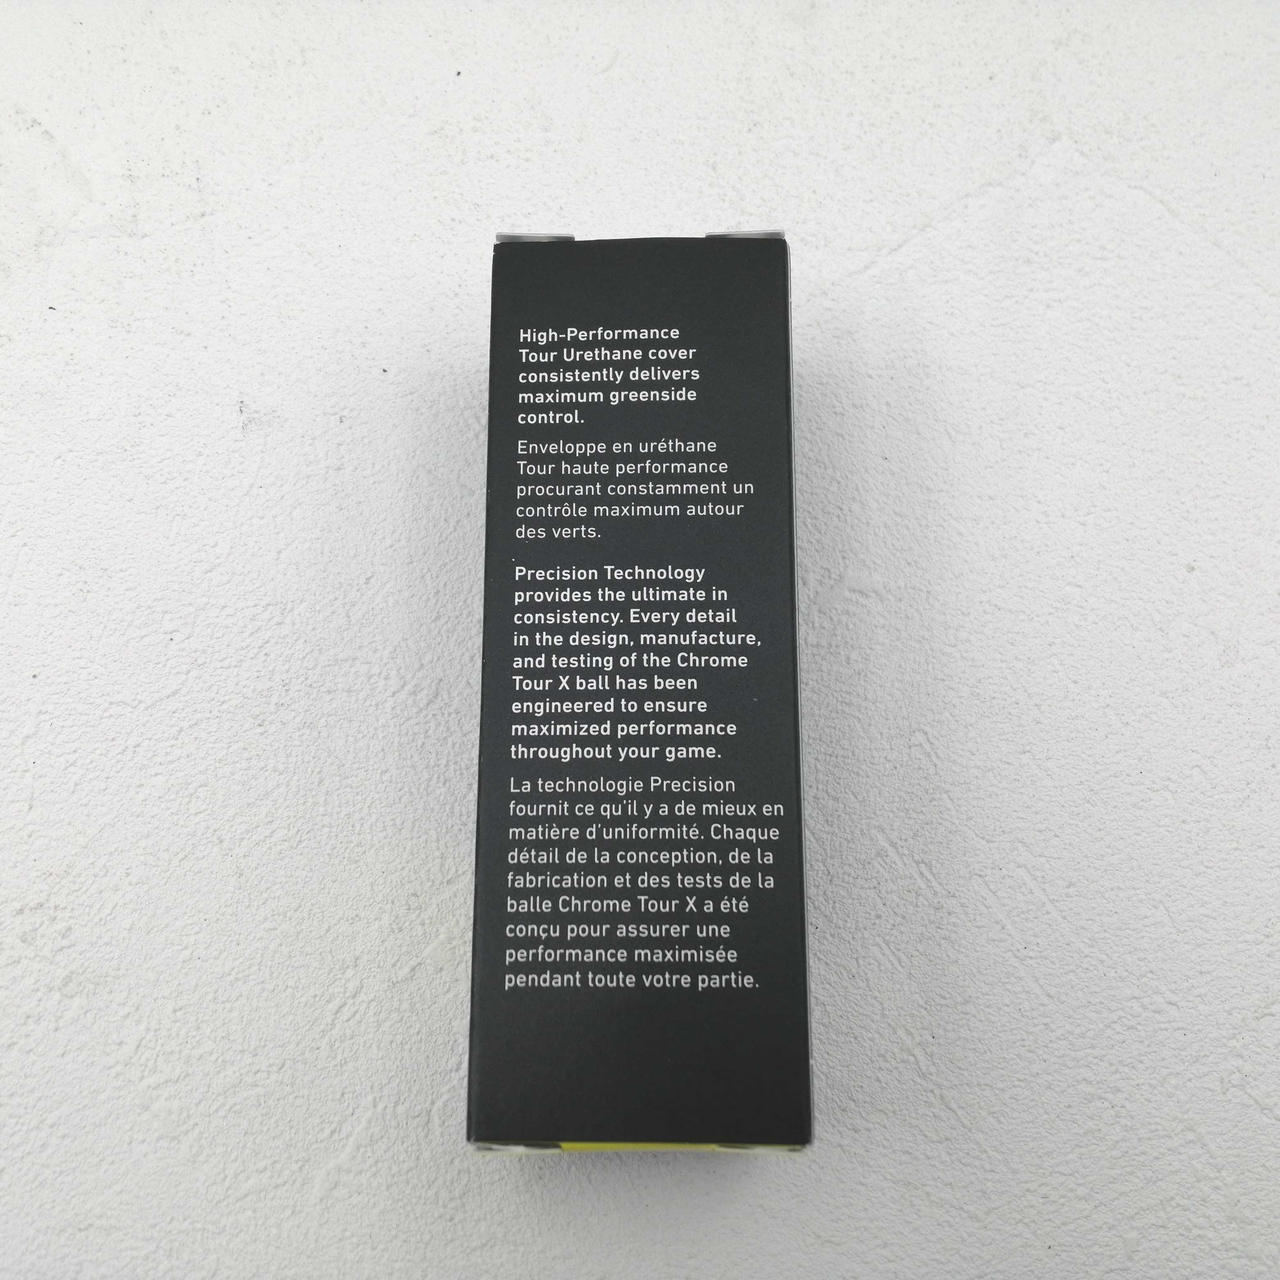 High-Performance
Tour Urethane cover
consistently delivers
maximum greenside
control.
Enveloppe en uréthane
Tour haute performance
procurant constamment un
contrôle maximum autour
des verts.
Precision Technology
provides the ultimate in
consistency. Every detail
in the design, manufacture,
and testing of the Chrome
Tour X ball has been
engineered to ensure
maximized performance
throughout your game.
La technologie Precision
fournit ce qu'il y a de mieux en
matière d'uniformité. Chaque
détail de la conception, de la
fabrication et des tests de la
balle Chrome Tour X a été
conçu pour assurer une
performance maximisée
pendant toute votre partie.